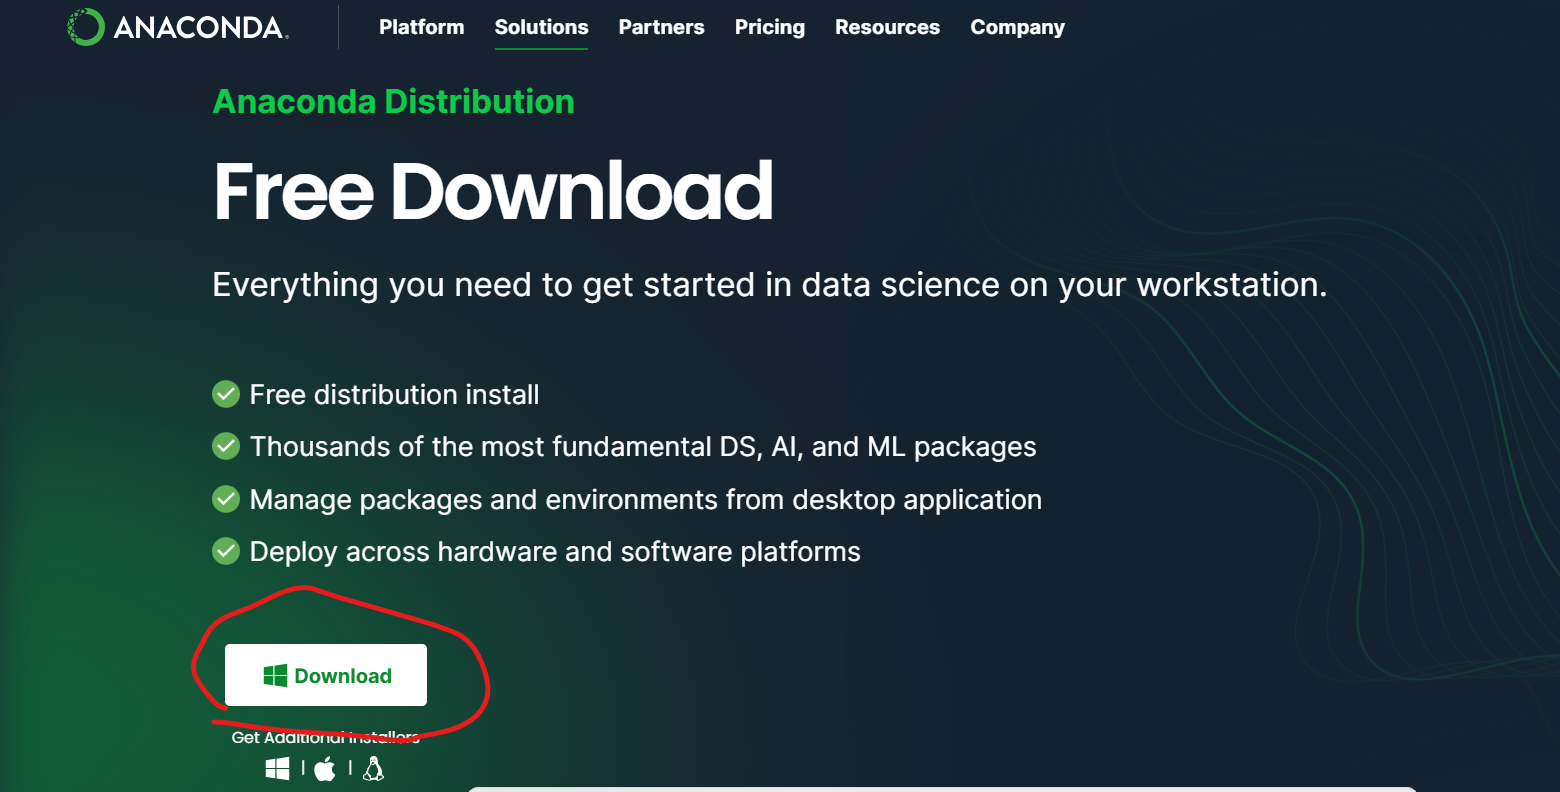 ANACONDA.
Platform Solutions Partners Pricing Resources Company
Anaconda Distribution
Free Download
Everything you need to get started in data science on your workstation.
Free distribution install
Thousands of the most fundamental DS, AI, and ML packages
Manage packages and environments from desktop application
Deploy across hardware and software platforms
Download
Get Additional Installers
| |